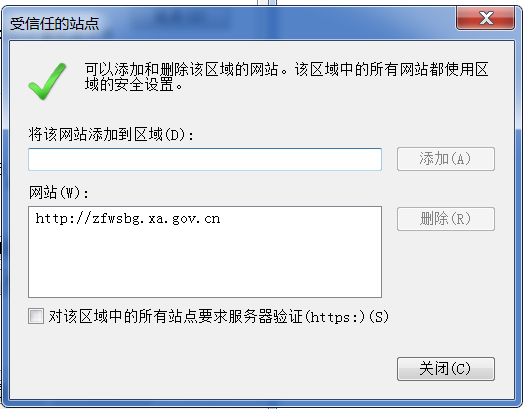 受信任的站点
可以添加和删除该区域的网站。该区域中的所有网站都使用区
域的安全设置。
将该网站添加到区域(D):
添加(A)
网站(W):
http://zfwsbg.xa.gov.cn
删除(R)
对该区域中的所有站点要求服务器验证(https:)(S)
关闭(C)